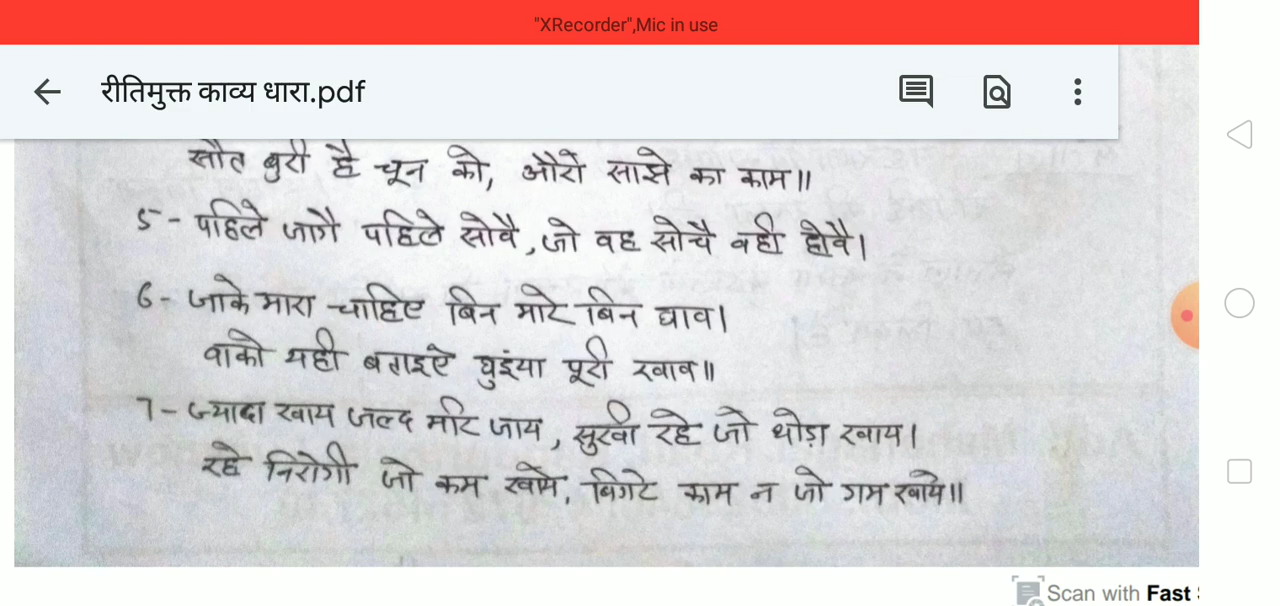 "XRecorder",Mic in use
रीतिमुक्त काव्य धारा.pdf
सौत बुरी है चून की, औरो साझे का काम॥
5- पहिले जागै पहिले सोवै, जो वह सोचै वही होवै।
6- जाके मारा चाहिए बिन मारे बिन घाव।
वाको यही बताइऐ घुइंया पूरी खाव॥
7- ज्यादा खाय जल्द मरि जाय, सुखी रहे जो थोड़ा खाय।
रहे निरोगी जो कम खाये, बिगरे काम न जो गम खाये॥
Scan with Fast